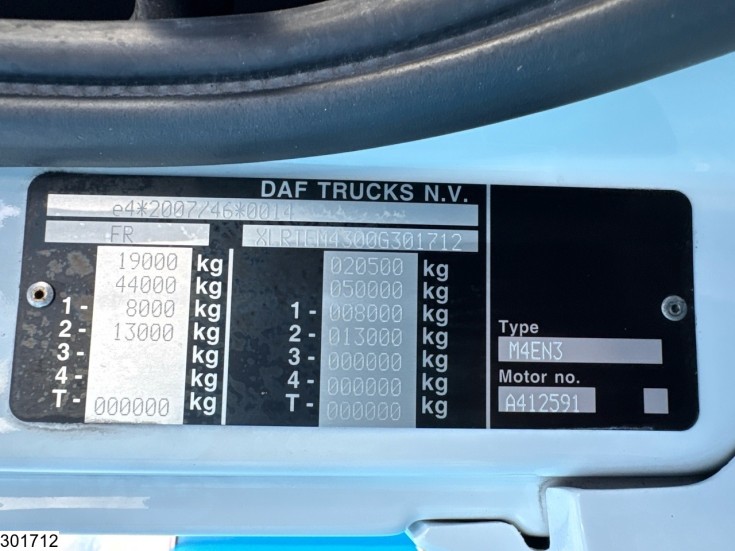 DAF TRUCKS N.V.
e4*2007/46*0014
FR XLRTEM4300G301712
19000 kg 020500 kg
44000 kg 050000 kg
1 - 8000 kg 1 - 008000 kg
2 - 13000 kg 2 - 013000 kg
3 - kg 3 - 000000 kg
4 - kg 4 - 000000 kg
T - 000000 kg T - 000000 kg
Type
M4EN3
Motor no.
A412591
301712